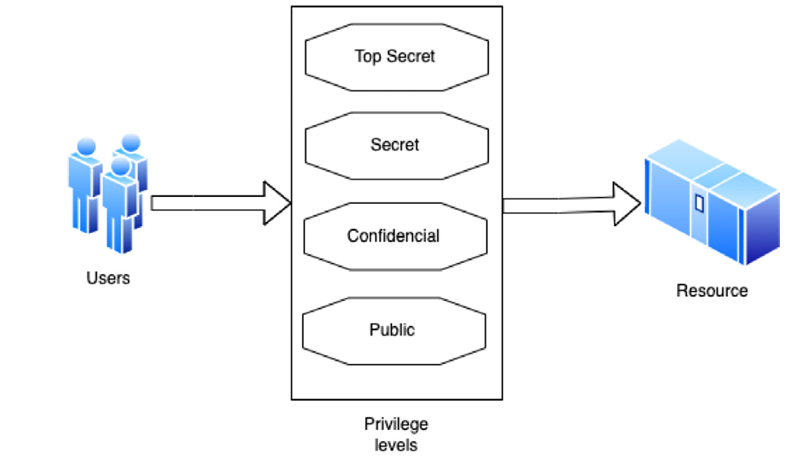 Top Secret
Secret
Confidencial
Public
Users
Resource
Privilege
levels